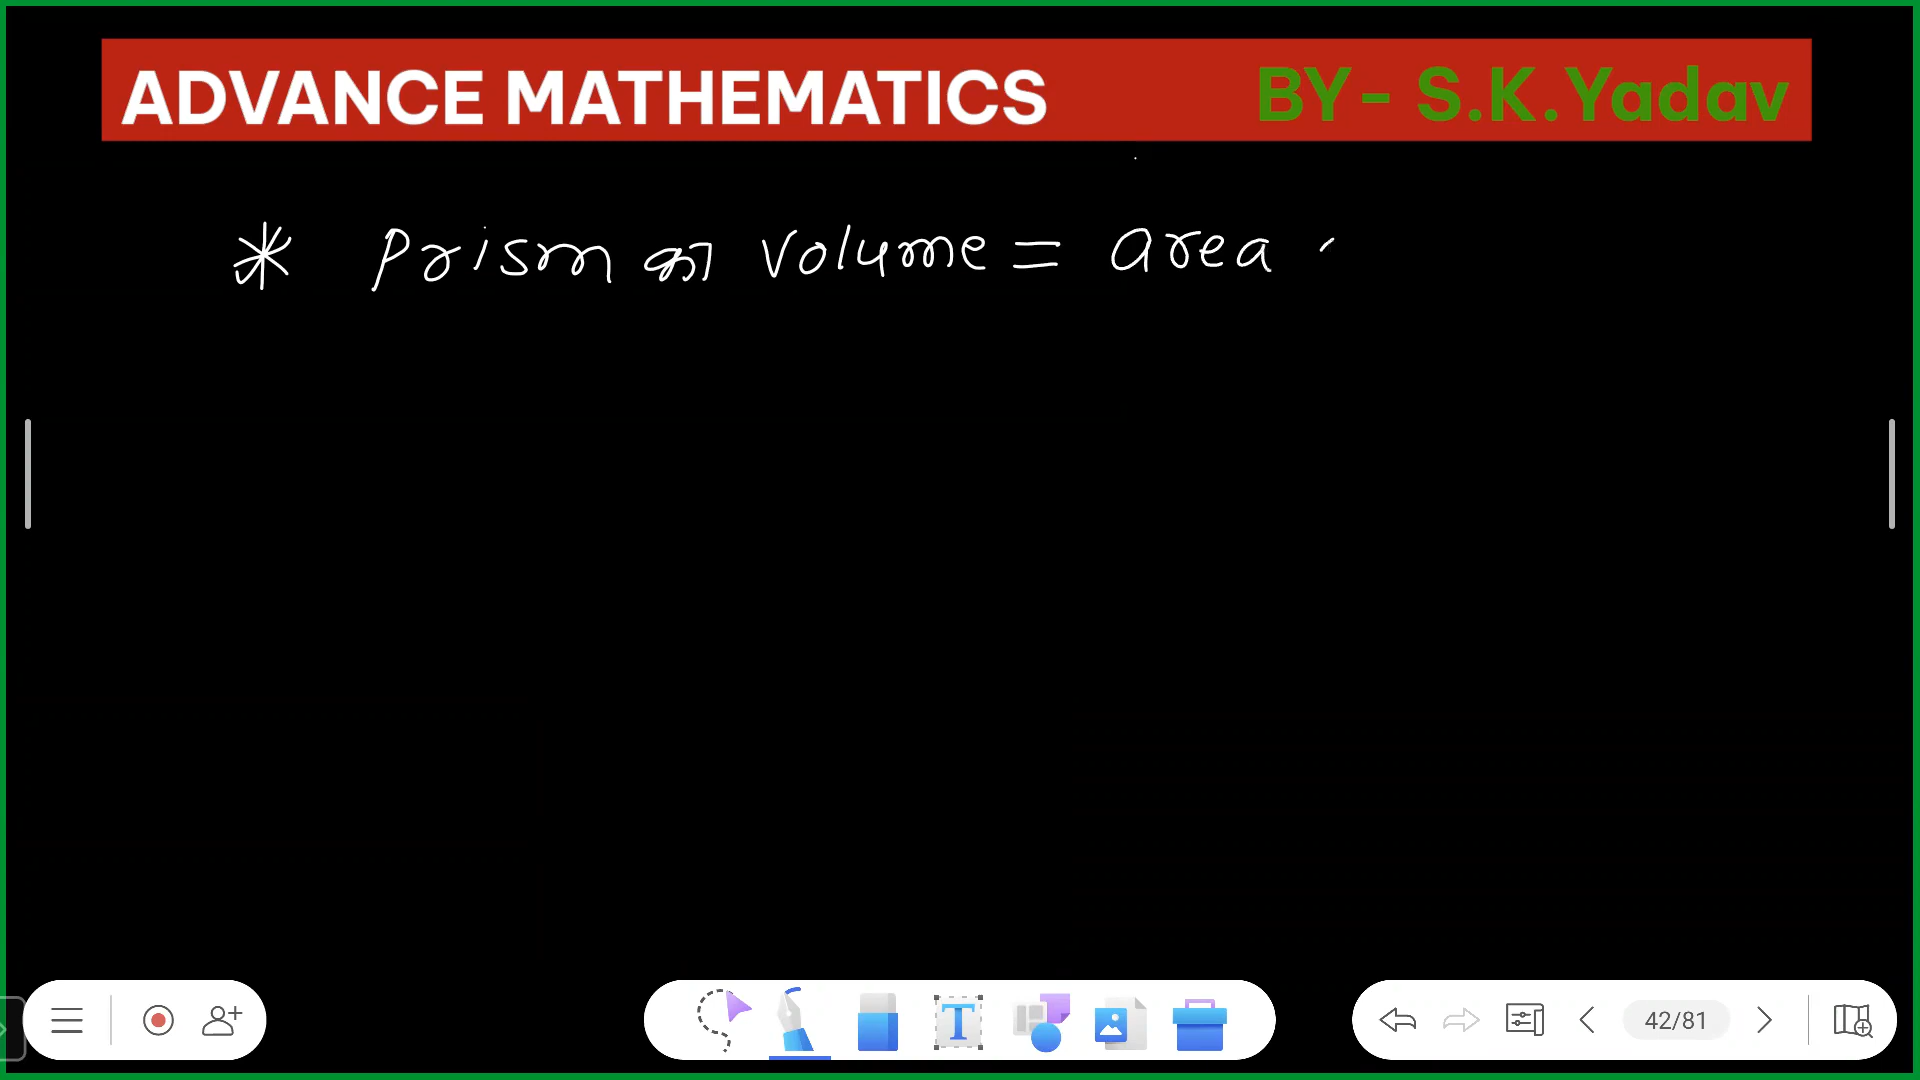 ADVANCE MATHEMATICS BY- S.K.Yadav
* Prism का volume = area
42/81